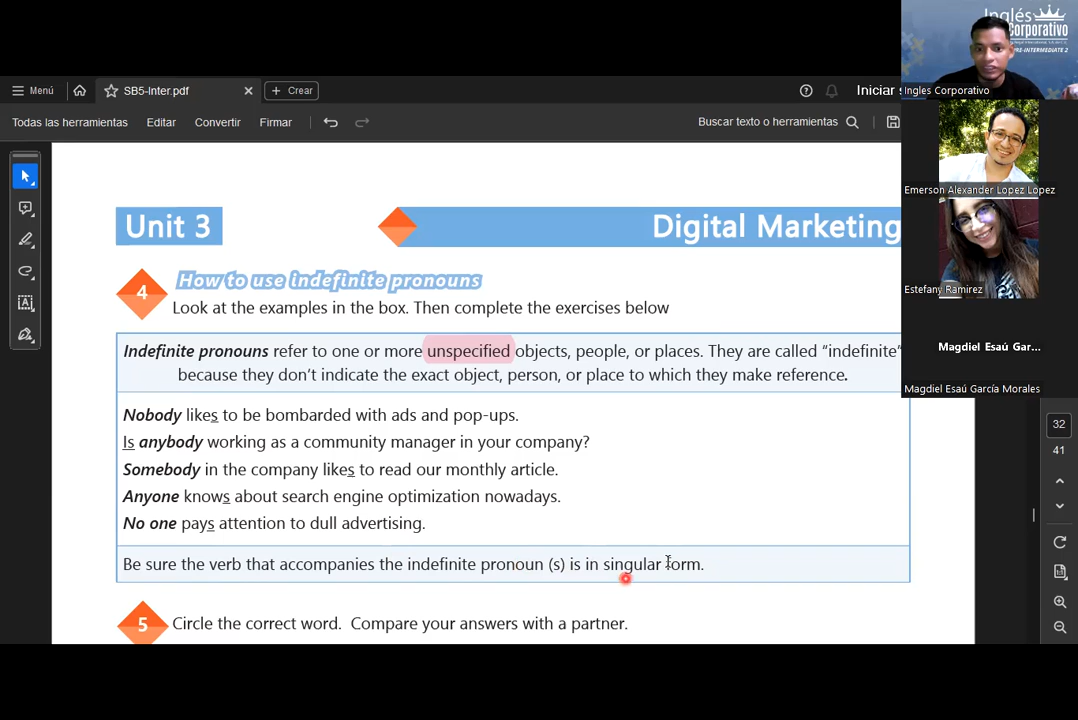 Inglés
Corporativo
PRE-INTERMEDIATE 2
Ingles Corporativo
Menú
SB5-Inter.pdf
Crear
Iniciar s
Todas las herramientas
Editar
Convertir
Firmar
Buscar texto o herramientas
Emerson Alexander Lopez Lopez
Estefany Ramirez
Magdiel Esaú Gar...
Magdiel Esaú García Morales
Unit 3
Digital Marketing
4
How to use indefinite pronouns
Look at the examples in the box. Then complete the exercises below
Indefinite pronouns refer to one or more unspecified objects, people, or places. They are called “indefinite”
because they don’t indicate the exact object, person, or place to which they make reference.
Nobody likes to be bombarded with ads and pop-ups.
Is anybody working as a community manager in your company?
Somebody in the company likes to read our monthly article.
Anyone knows about search engine optimization nowadays.
No one pays attention to dull advertising.
Be sure the verb that accompanies the indefinite pronoun (s) is in singular form.
5
Circle the correct word. Compare your answers with a partner.
32
41